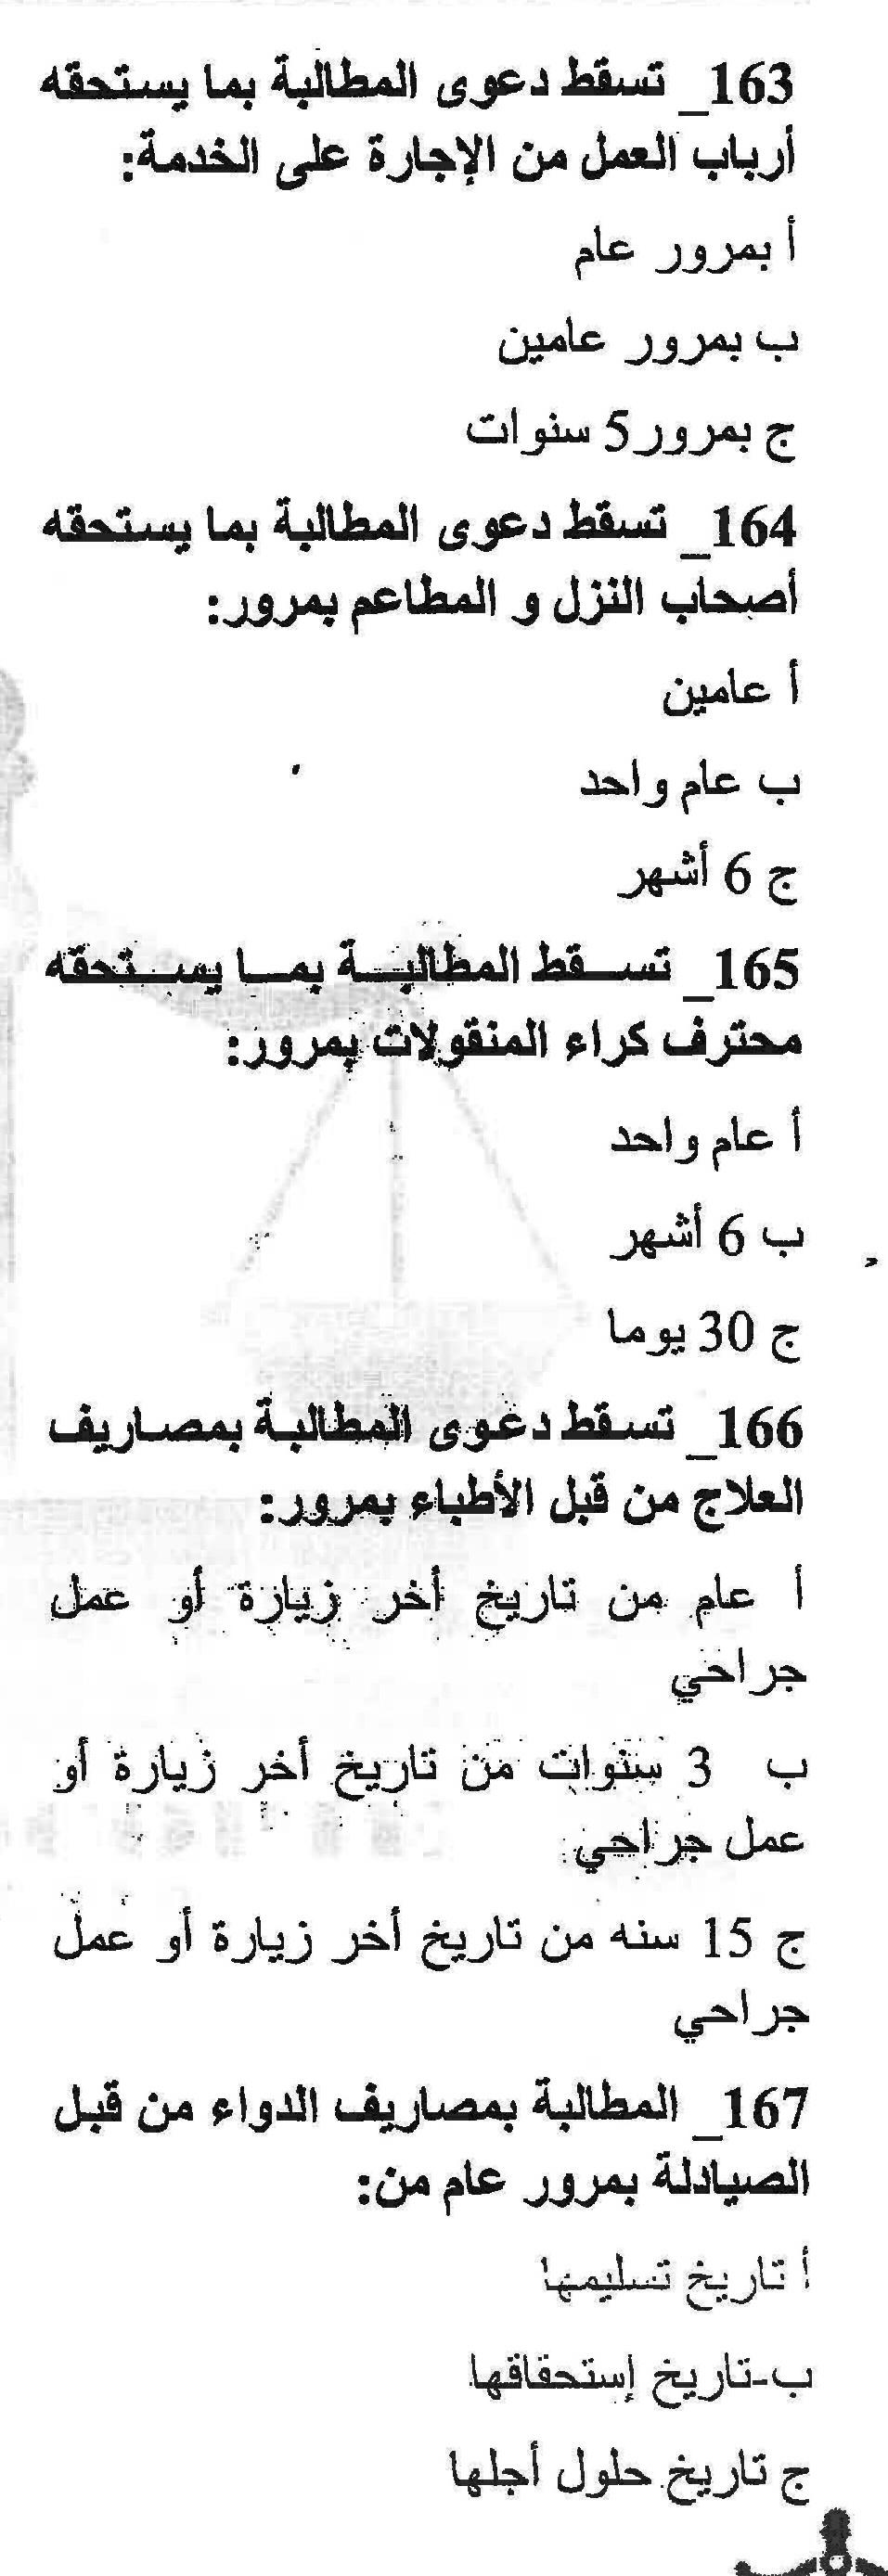 163_ تسقط دعوى المطالبة بما يستحقه
أرباب العمل من الإجارة على الخدمة:
أ بمرور عام
ب بمرور عامين
ج بمرور5 سنوات
164_ تسقط دعوى المطالبة بما يستحقه
أصحاب النزل و المطاعم بمرور:
أ عامين
ب عام واحد
ج 6 أشهر
165_ تسقط المطالبة بما يستحقه
محترف كراء المنقولات بمرور:
أ عام واحد
ب 6 أشهر
ج 30 يوما
166_ تسقط دعوى المطالبة بمصاريف
العلاج من قبل الأطباء بمرور:
أ عام من تاريخ أخر زيارة أو عمل
جراحي
ب 3 سنوات من تاريخ أخر زيارة أو
عمل جراحي
ج 15 سنه من تاريخ أخر زيارة أو عمل
جراحي
167_ المطالبة بمصاريف الدواء من قبل
الصيادلة بمرور عام من:
أ تاريخ تسليمها
ب-تاريخ إستحقاقها
ج تاريخ حلول أجلها